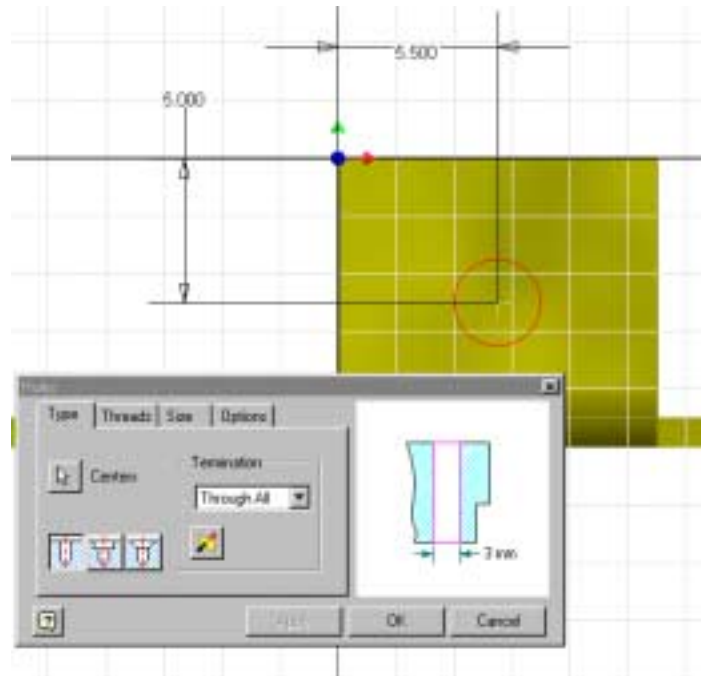 5.500
5.000
Type Threads Size Options
Centers
Termination
Through All
3 mm
OK Cancel